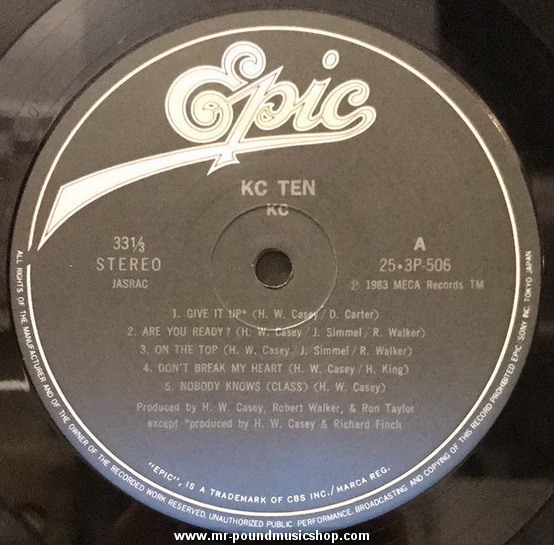 Epic
KC TEN
KC
33⅓
STEREO
JASRAC
A
25・3P-506
Ⓟ 1983 MECA Records TM
1. GIVE IT UP* (H. W. Casey/D. Carter)
2. ARE YOU READY? (H. W. Casey/J. Simmel/R. Walker)
3. ON THE TOP (H. W. Casey/J. Simmel/R. Walker)
4. DON'T BREAK MY HEART (H. W. Casey/H. King)
5. NOBODY KNOWS (CLASS) (H. W. Casey)
Produced by H. W. Casey, Robert Walker, & Ron Taylor
except *produced by H. W. Casey & Richard Finch
"EPIC", IS A TRADEMARK OF CBS INC./MARCA REG.
ALL RIGHTS OF THE MANUFACTURER AND OF THE OWNER OF THE RECORDED WORK RESERVED. UNAUTHORIZED PUBLIC PERFORMANCE, BROADCASTING AND COPYING OF THIS RECORD PROHIBITED EPIC/SONY INC. TOKYO JAPAN
www.mr-poundmusicshop.com